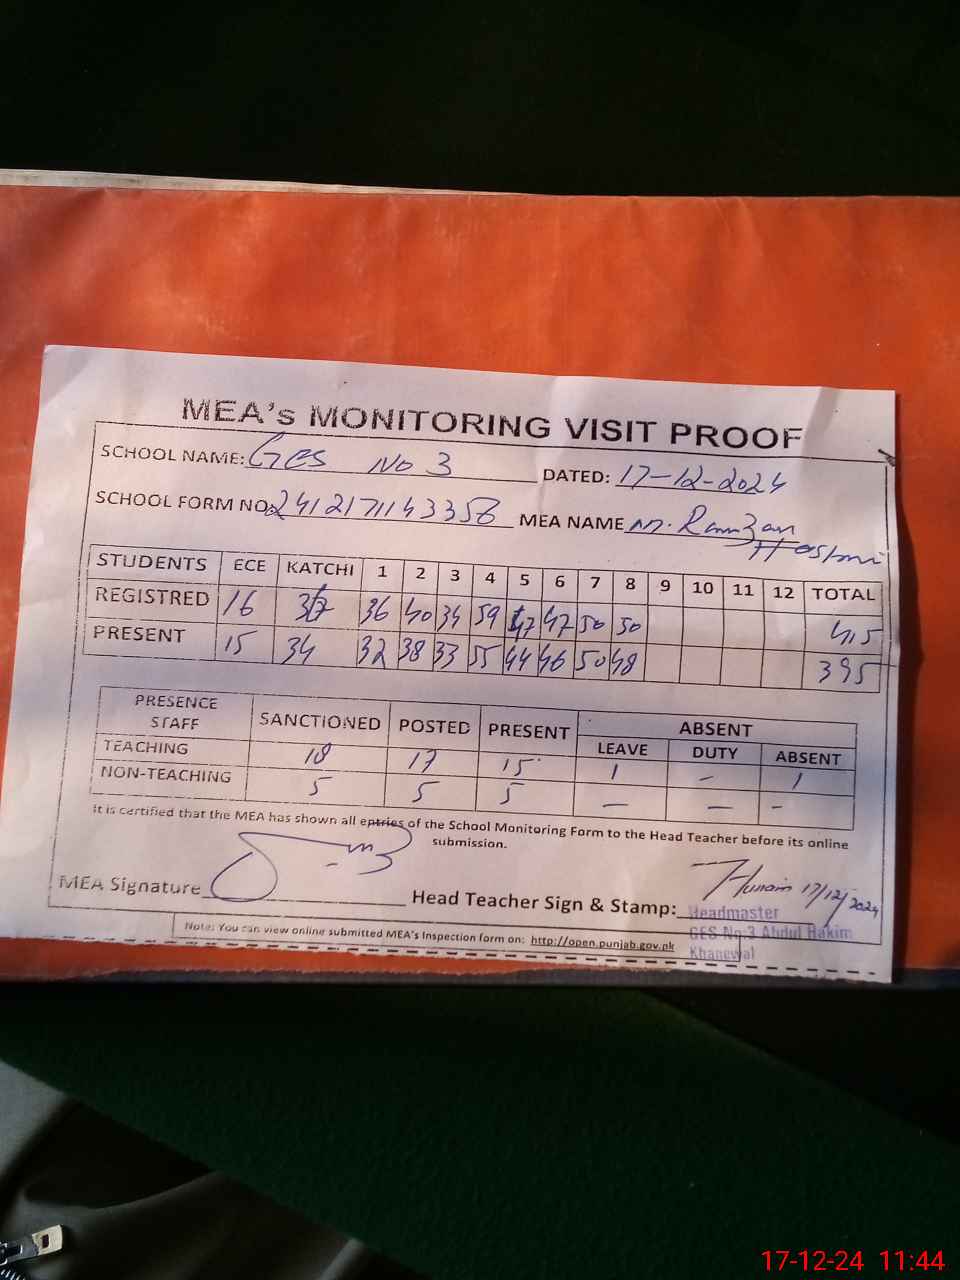 MEA's MONITORING VISIT PROOF
SCHOOL NAME: GES No 3 DATED: 17-12-2024
SCHOOL FORM NO. 2412171143358 MEA NAME M. Ramzan
Hashmi
STUDENTS ECE KATCHI 1 2 3 4 5 6 7 8 9 10 11 12 TOTAL
REGISTRED 16 36 40 34 59 47 47 50 50 415
PRESENT 15 34 32 38 33 55 44 46 50 48 395
PRESENCE STAFF SANCTIONED POSTED PRESENT ABSENT
LEAVE DUTY ABSENT
TEACHING 18 17 15 1 - 1
NON-TEACHING 5 5 5 - - -
It is certified that the MEA has shown all entries of the School Monitoring Form to the Head Teacher before its online
submission.
MEA Signature Head Teacher Sign & Stamp: 17/12/2024
Headmaster
GES No:3 Abdul Hakim
Khanewal
Note: You can view online submitted MEA's Inspection form on: http://open.punjab.gov.pk
17-12-24 11:44